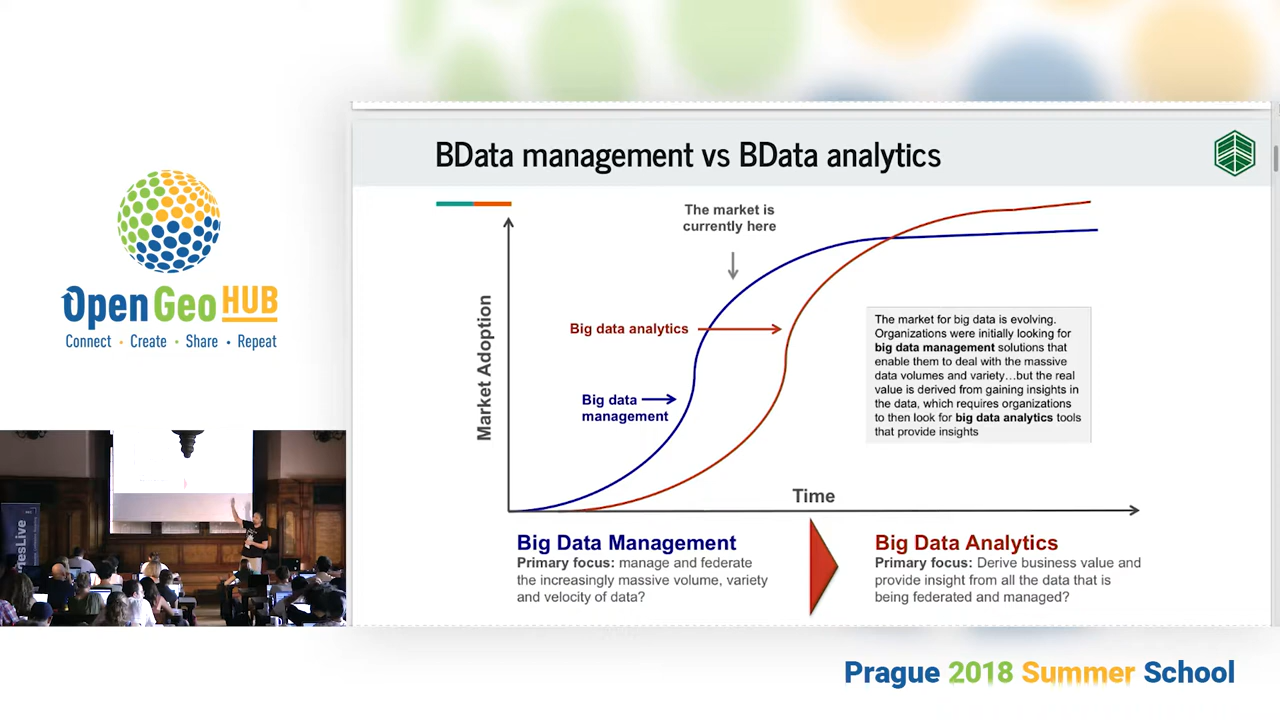 BData management vs BData analytics
The market is
currently here
Big data analytics
Big data
management
Market Adoption
Time
The market for big data is evolving.
Organizations were initially looking for
big data management solutions that
enable them to deal with the massive
data volumes and variety…but the real
value is derived from gaining insights in
the data, which requires organizations
to then look for big data analytics tools
that provide insights
Big Data Management
Primary focus: manage and federate
the increasingly massive volume, variety
and velocity of data?
Big Data Analytics
Primary focus: Derive business value and
provide insight from all the data that is
being federated and managed?
Open Geo HUB
Connect · Create · Share · Repeat
nesLive
Prague 2018 Summer School